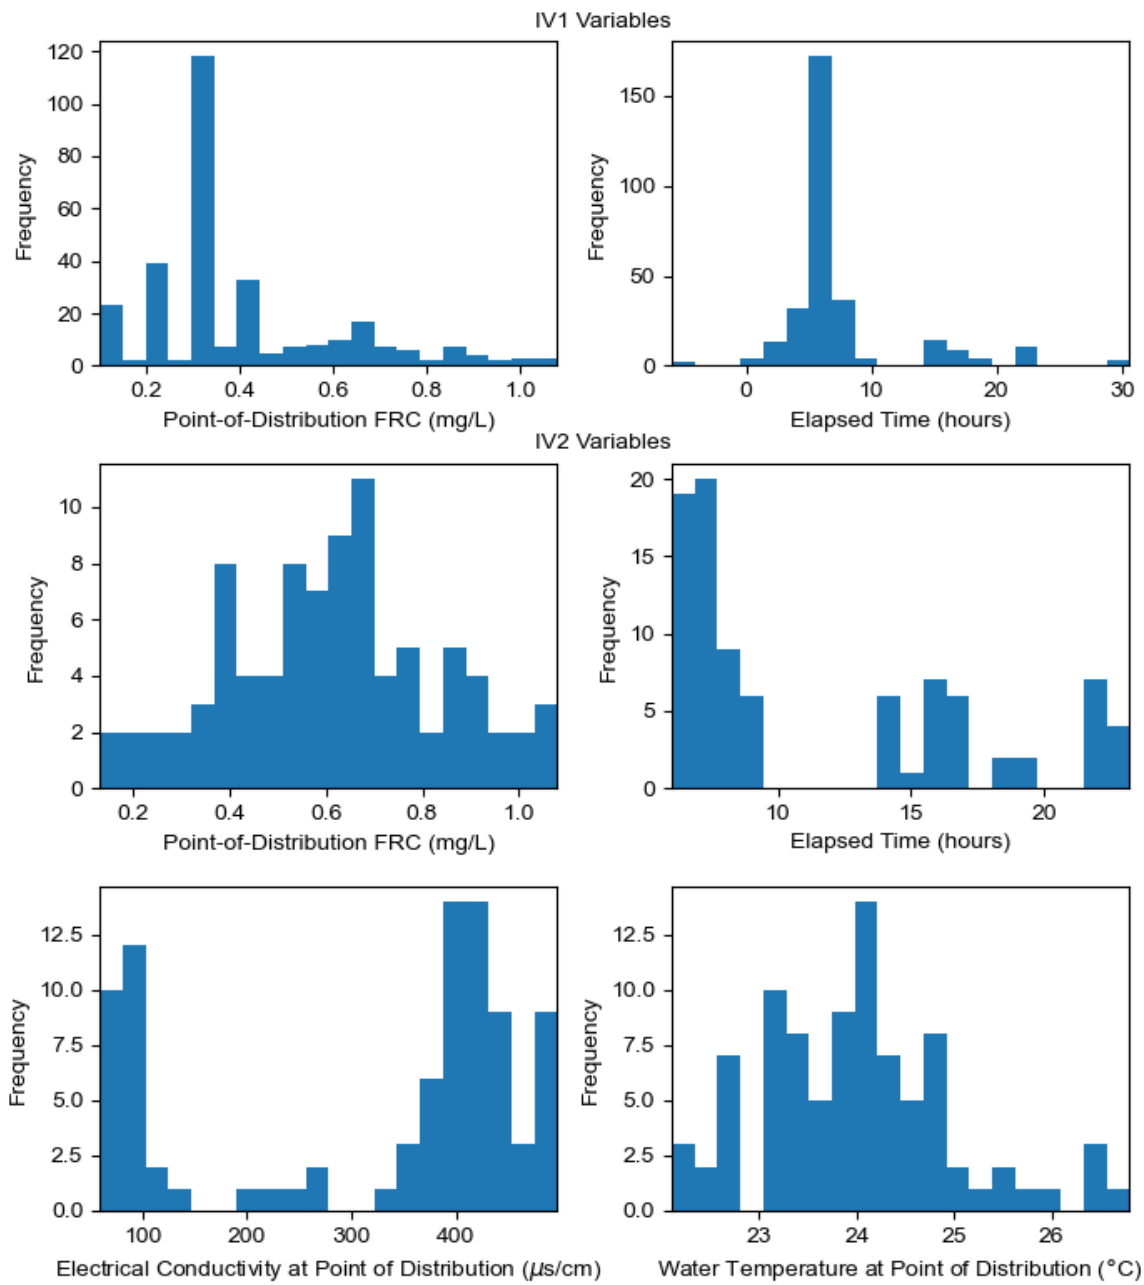 IV1 Variables
120
100
80
60
40
20
0
Frequency
0.2 0.4 0.6 0.8 1.0
Point-of-Distribution FRC (mg/L)
150
100
50
0
Frequency
0 10 20 30
Elapsed Time (hours)
IV2 Variables
10
8
6
4
2
0
Frequency
0.2 0.4 0.6 0.8 1.0
Point-of-Distribution FRC (mg/L)
20
15
10
5
0
Frequency
10 15 20
Elapsed Time (hours)
12.5
10.0
7.5
5.0
2.5
0.0
Frequency
100 200 300 400
Electrical Conductivity at Point of Distribution (μs/cm)
12.5
10.0
7.5
5.0
2.5
0.0
Frequency
23 24 25 26
Water Temperature at Point of Distribution (°C)